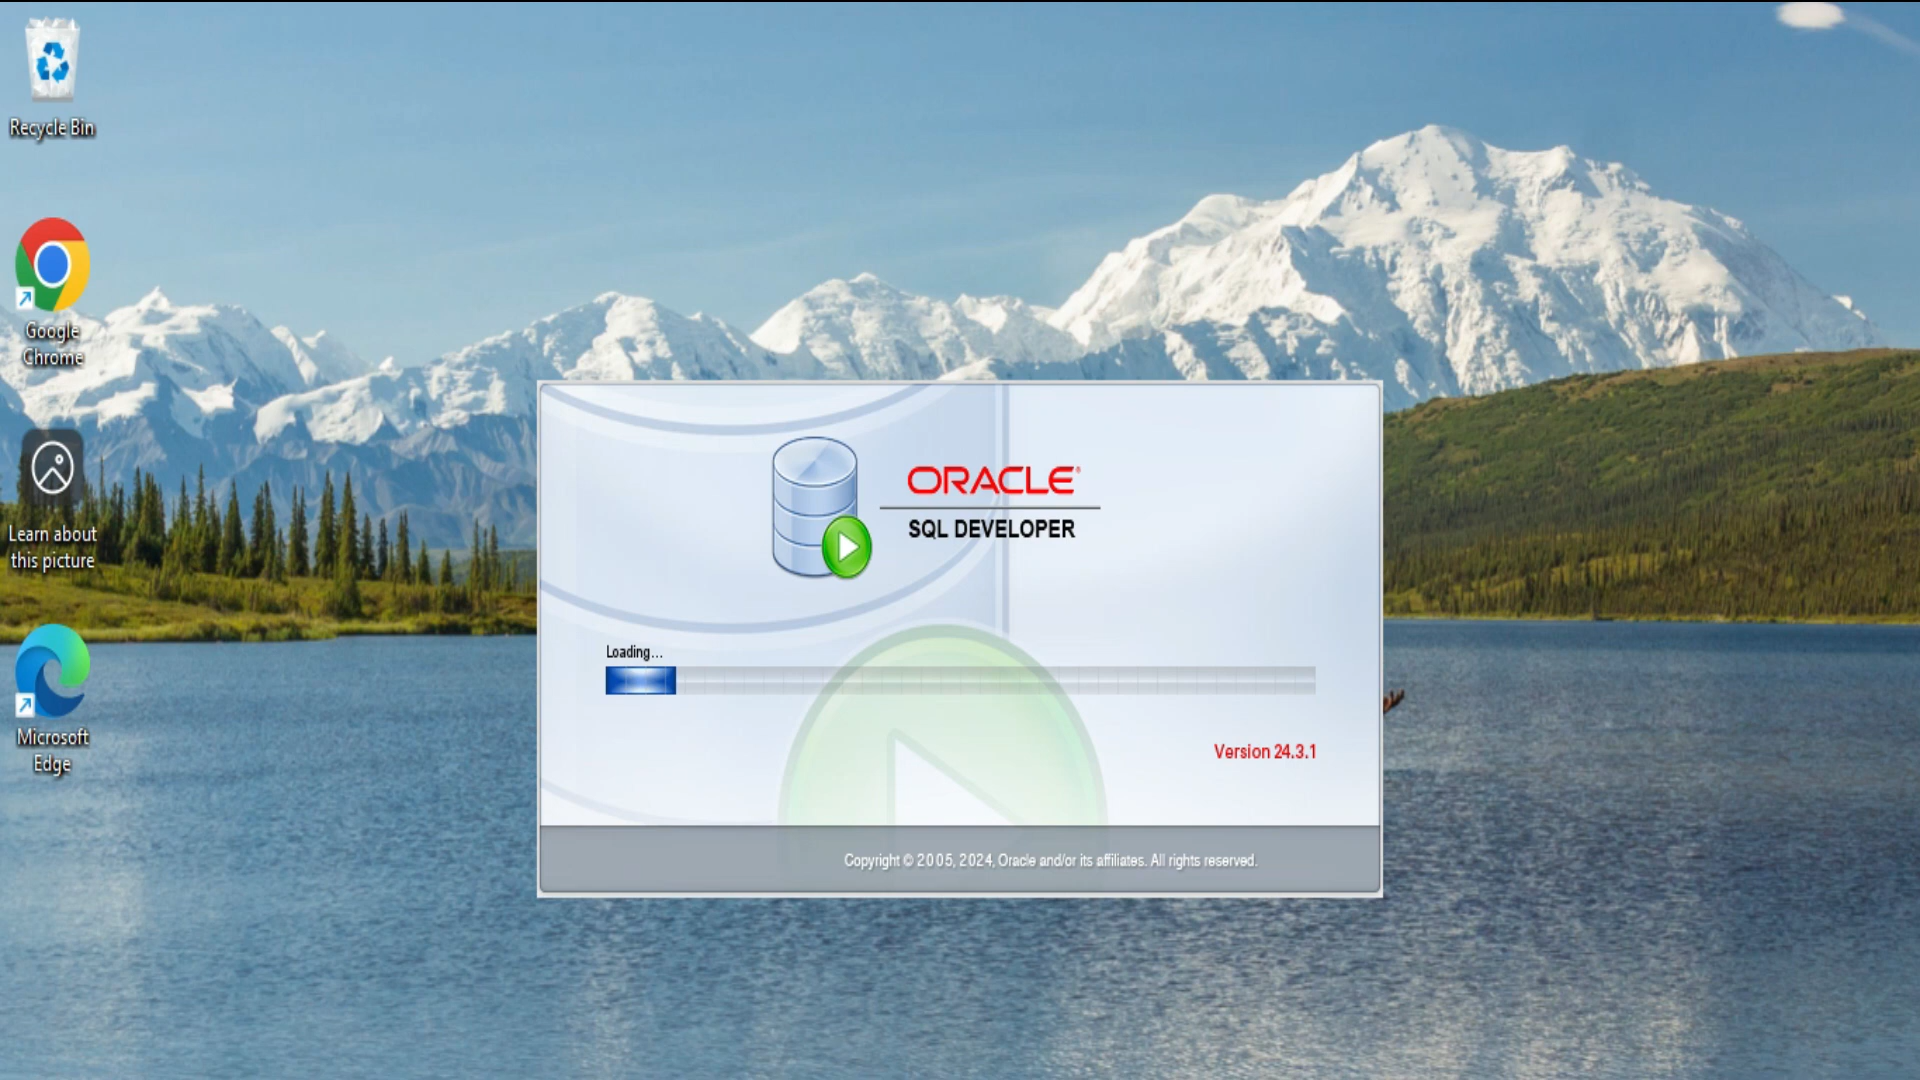 Recycle Bin
Google
Chrome
Learn about
this picture
Microsoft
Edge
ORACLE®
SQL DEVELOPER
Loading...
Version 24.3.1
Copyright © 2005, 2024, Oracle and/or its affiliates. All rights reserved.